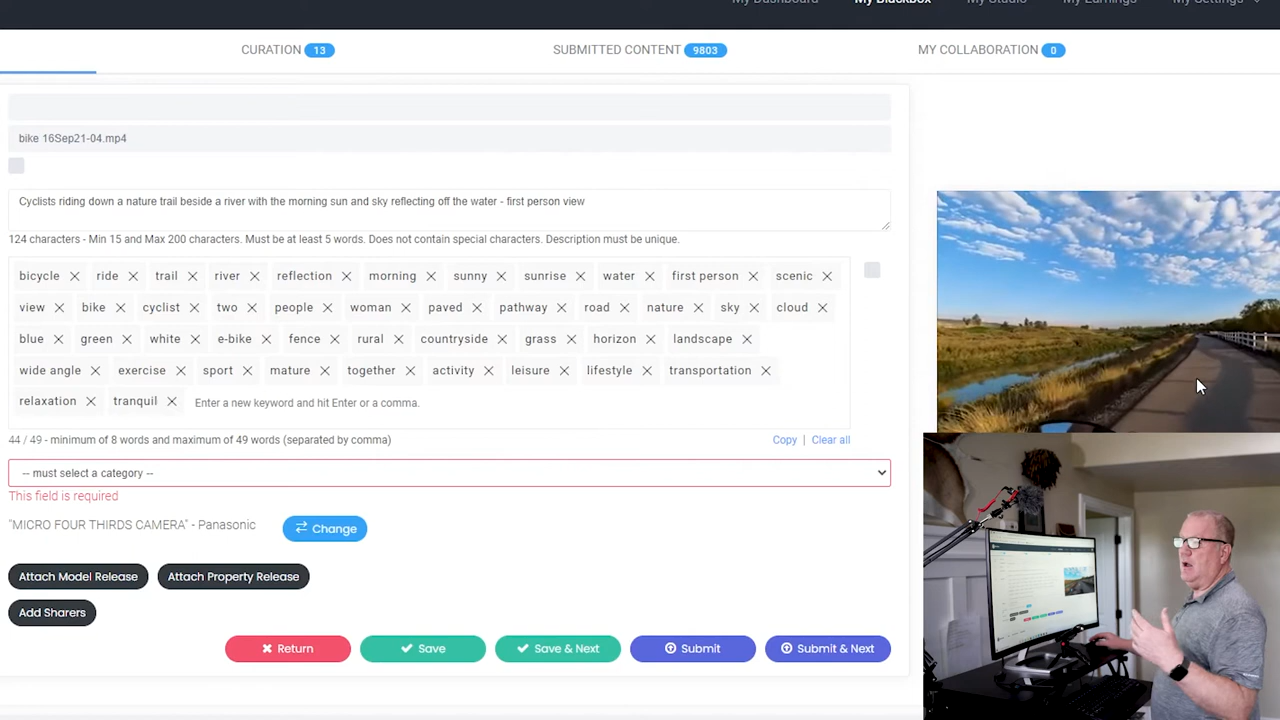 My Dashboard My Blackbox My Studio My Earnings My Settings
CURATION 13 SUBMITTED CONTENT 9803 MY COLLABORATION 0
bike 16Sep21-04.mp4
Cyclists riding down a nature trail beside a river with the morning sun and sky reflecting off the water - first person view
124 characters - Min 15 and Max 200 characters. Must be at least 5 words. Does not contain special characters. Description must be unique.
bicycle ride trail river reflection morning sunny sunrise water first person scenic
view bike cyclist two people woman paved pathway road nature sky cloud
blue green white e-bike fence rural countryside grass horizon landscape
wide angle exercise sport mature together activity leisure lifestyle transportation
relaxation tranquil Enter a new keyword and hit Enter or a comma.
44 / 49 - minimum of 8 words and maximum of 49 words (separated by comma) Copy | Clear all
-- must select a category --
This field is required
"MICRO FOUR THIRDS CAMERA" - Panasonic Change
Attach Model Release Attach Property Release
Add Sharers
Return Save Save & Next Submit Submit & Next